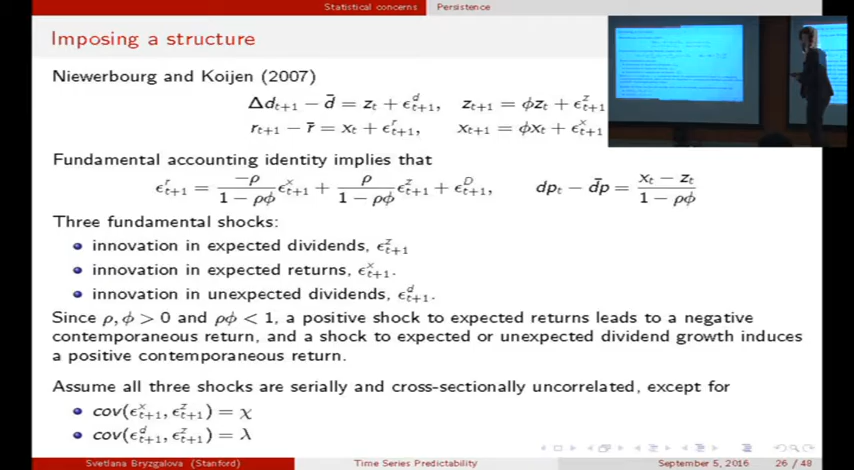 Statistical concerns Persistence
Imposing a structure
Niewerbourg and Koijen (2007)
Δd_{t+1} − d̄ = z_t + ϵ^d_{t+1}, z_{t+1} = ϕz_t + ϵ^z_{t+1}
r_{t+1} − r̄ = x_t + ϵ^r_{t+1}, x_{t+1} = ϕx_t + ϵ^x_{t+1}
Fundamental accounting identity implies that
ϵ^r_{t+1} = −ρ/(1 − ρϕ) ϵ^x_{t+1} + ρ/(1 − ρϕ) ϵ^z_{t+1} + ϵ^D_{t+1}, dp_t − d̄p = (x_t − z_t)/(1 − ρϕ)
Three fundamental shocks:
innovation in expected dividends, ϵ^z_{t+1}
innovation in expected returns, ϵ^x_{t+1}.
innovation in unexpected dividends, ϵ^d_{t+1}.
Since ρ, ϕ > 0 and ρϕ < 1, a positive shock to expected returns leads to a negative
contemporaneous return, and a shock to expected or unexpected dividend growth induces
a positive contemporaneous return.
Assume all three shocks are serially and cross-sectionally uncorrelated, except for
cov(ϵ^x_{t+1}, ϵ^z_{t+1}) = χ
cov(ϵ^d_{t+1}, ϵ^z_{t+1}) = λ
Svetlana Bryzgalova (Stanford) Time Series Predictability September 5, 2016 26 / 48